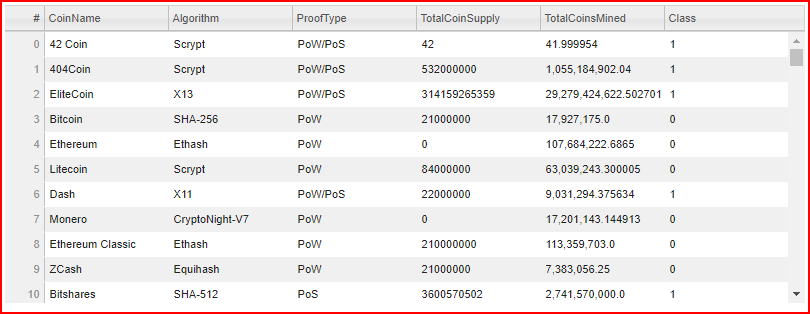 # CoinName Algorithm ProofType TotalCoinSupply TotalCoinsMined Class
0 42 Coin Scrypt PoW/PoS 42 41.999954 1
1 404Coin Scrypt PoW/PoS 532000000 1,055,184,902.04 1
2 EliteCoin X13 PoW/PoS 314159265359 29,279,424,622.502701 1
3 Bitcoin SHA-256 PoW 21000000 17,927,175.0 0
4 Ethereum Ethash PoW 0 107,684,222.6865 0
5 Litecoin Scrypt PoW 84000000 63,039,243.300005 0
6 Dash X11 PoW/PoS 22000000 9,031,294.375634 1
7 Monero CryptoNight-V7 PoW 0 17,201,143.144913 0
8 Ethereum Classic Ethash PoW 210000000 113,359,703.0 0
9 ZCash Equihash PoW 21000000 7,383,056.25 0
10 Bitshares SHA-512 PoS 3600570502 2,741,570,000.0 1